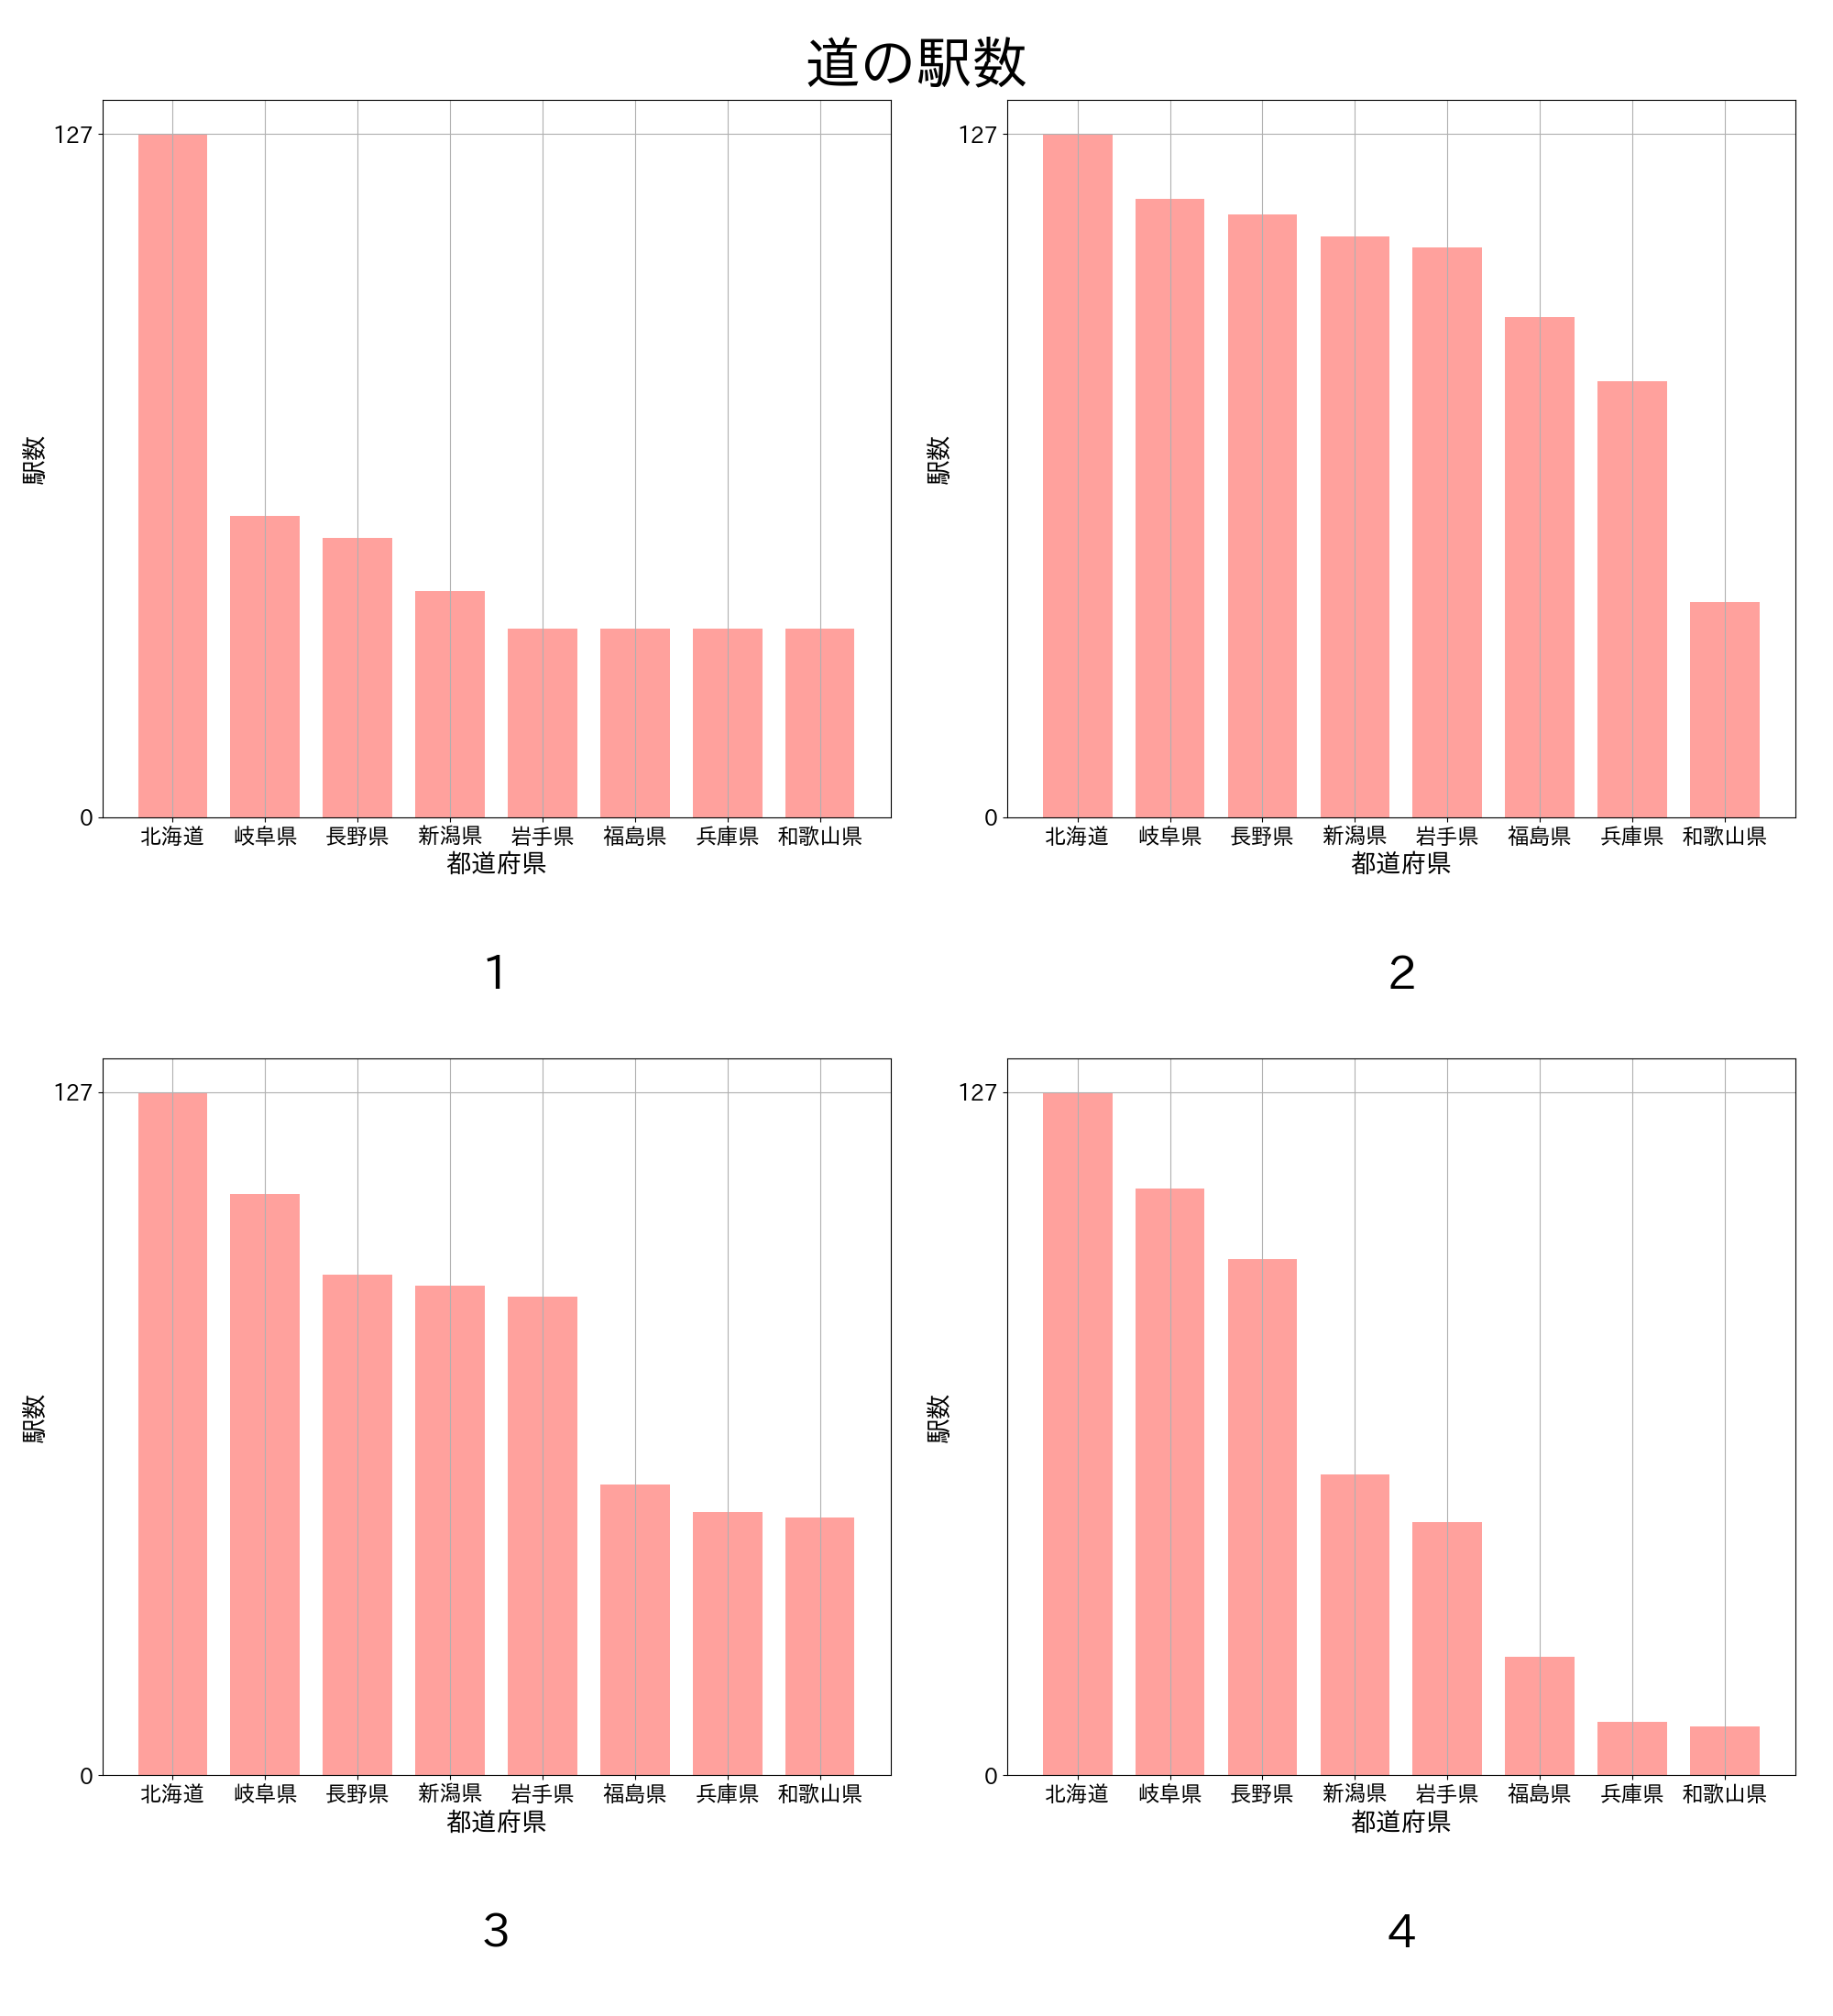 道の駅数
127
駅数
0
北海道 岐阜県 長野県 新潟県 岩手県 福島県 兵庫県 和歌山県
都道府県
1
127
駅数
0
北海道 岐阜県 長野県 新潟県 岩手県 福島県 兵庫県 和歌山県
都道府県
2
127
駅数
0
北海道 岐阜県 長野県 新潟県 岩手県 福島県 兵庫県 和歌山県
都道府県
3
127
駅数
0
北海道 岐阜県 長野県 新潟県 岩手県 福島県 兵庫県 和歌山県
都道府県
4